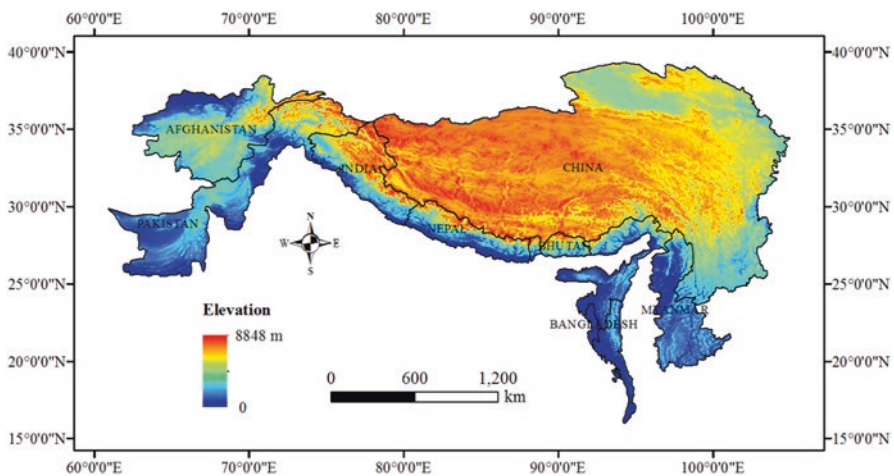 60°0'0"E 70°0'0"E 80°0'0"E 90°0'0"E 100°0'0"E
40°0'0"N 40°0'0"N
35°0'0"N AFGHANISTAN 35°0'0"N
INDIA CHINA
30°0'0"N PAKISTAN NEPAL 30°0'0"N
N
W E
S
BHUTAN
25°0'0"N 25°0'0"N
Elevation
8848 m
BANGLADESH MYANMAR
20°0'0"N 0 600 1,200 20°0'0"N
0 km
15°0'0"N 15°0'0"N
60°0'0"E 70°0'0"E 80°0'0"E 90°0'0"E 100°0'0"E